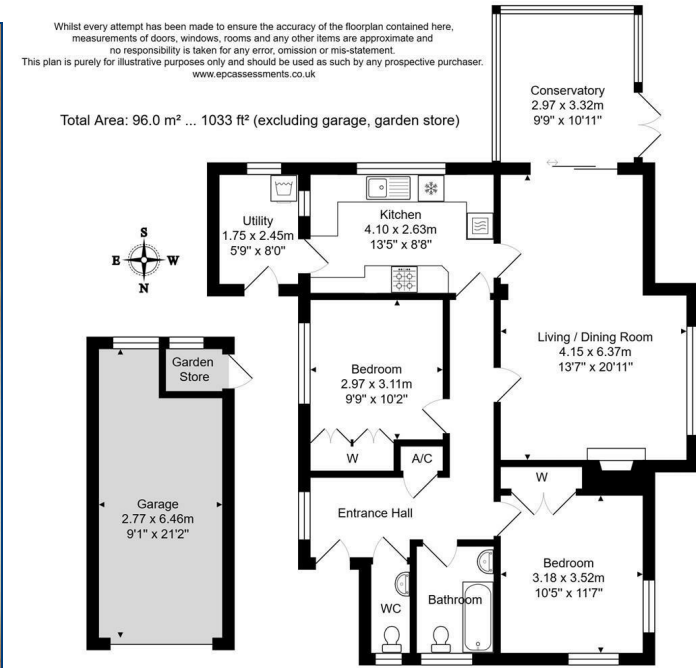 Whilst every attempt has been made to ensure the accuracy of the floorplan contained here,
measurements of doors, windows, rooms and any other items are approximate and
no responsibility is taken for any error, omission or mis-statement.
This plan is purely for illustrative purposes only and should be used as such by any prospective purchaser.
www.epcassessments.co.uk
Total Area: 96.0 m² ... 1033 ft² (excluding garage, garden store)
Conservatory
2.97 x 3.32m
9'9" x 10'11"
Utility
1.75 x 2.45m
5'9" x 8'0"
Kitchen
4.10 x 2.63m
13'5" x 8'8"
S
E W
N
Living / Dining Room
4.15 x 6.37m
13'7" x 20'11"
Garden
Store
Bedroom
2.97 x 3.11m
9'9" x 10'2"
W
A/C
W
Garage
2.77 x 6.46m
9'1" x 21'2"
Entrance Hall
Bedroom
3.18 x 3.52m
10'5" x 11'7"
WC
Bathroom